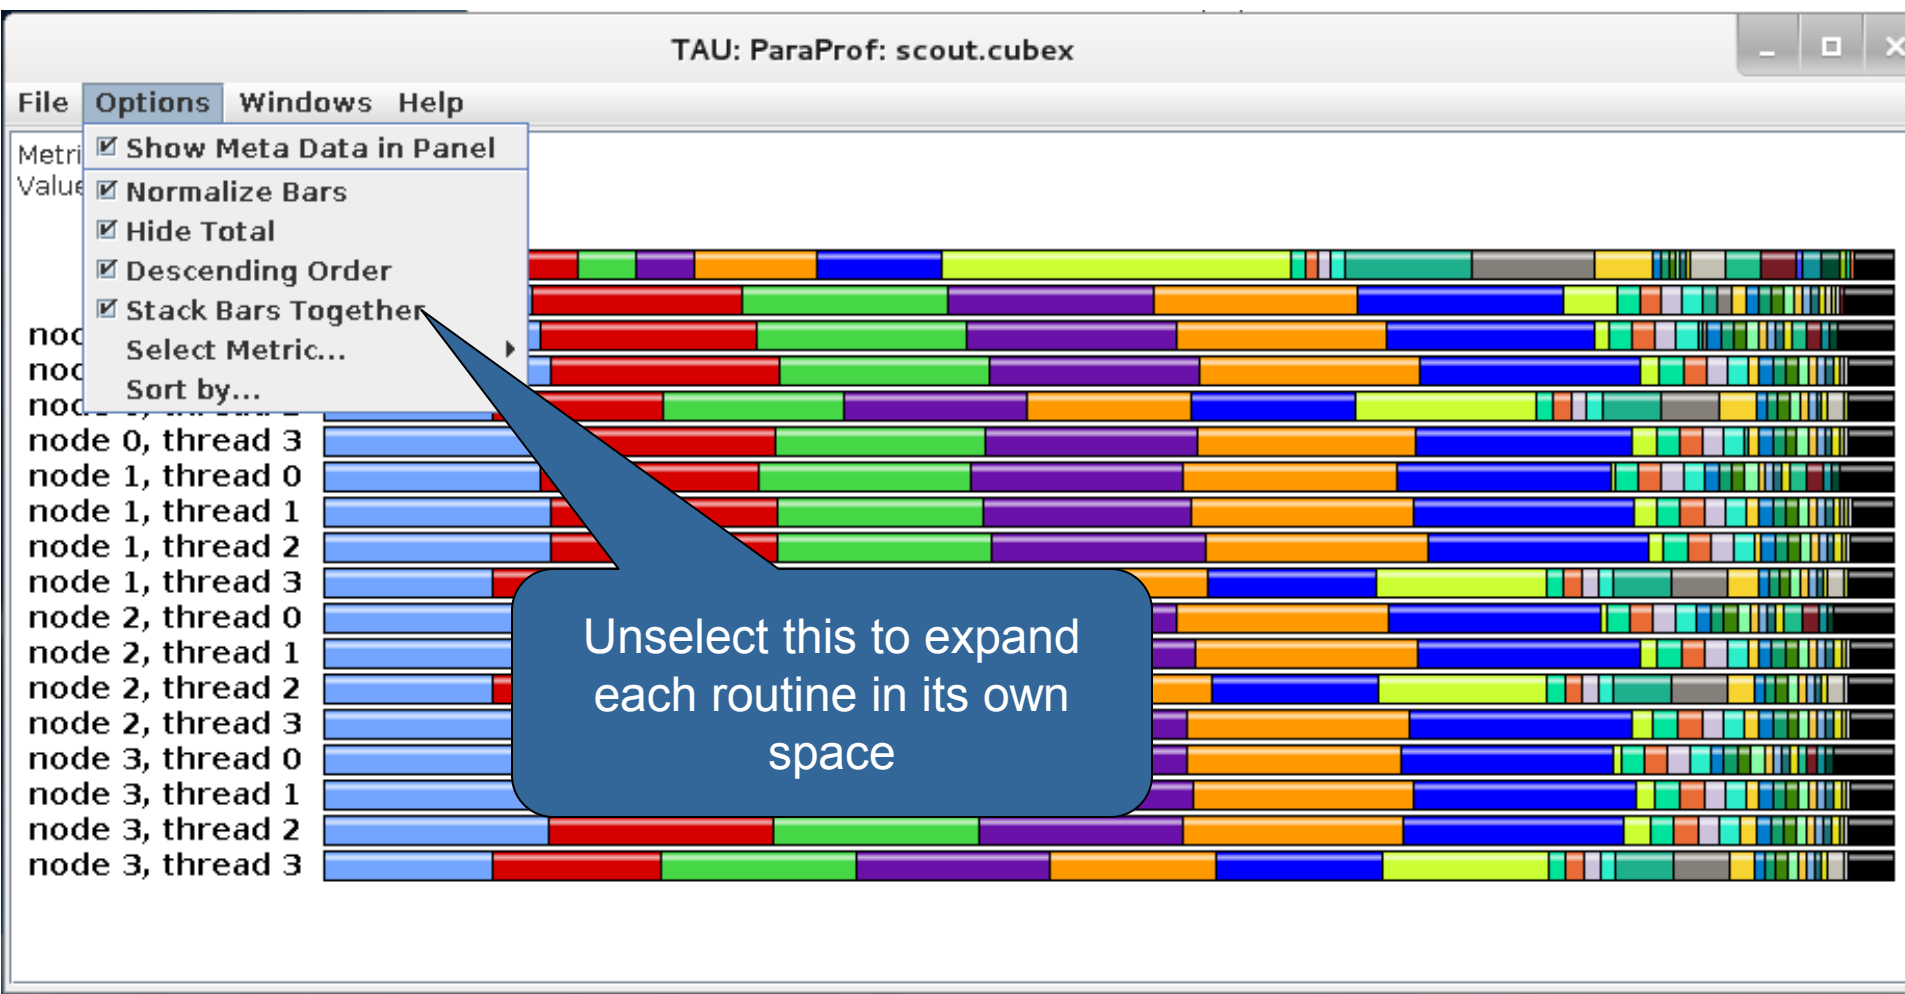 TAU: ParaProf: scout.cubex
File Options Windows Help
Metri
Value
Show Meta Data in Panel
Normalize Bars
Hide Total
Descending Order
Stack Bars Together
Select Metric...
Sort by...
node 0, thread 3
node 1, thread 0
node 1, thread 1
node 1, thread 2
node 1, thread 3
node 2, thread 0
node 2, thread 1
node 2, thread 2
node 2, thread 3
node 3, thread 0
node 3, thread 1
node 3, thread 2
node 3, thread 3
Unselect this to expand
each routine in its own
space